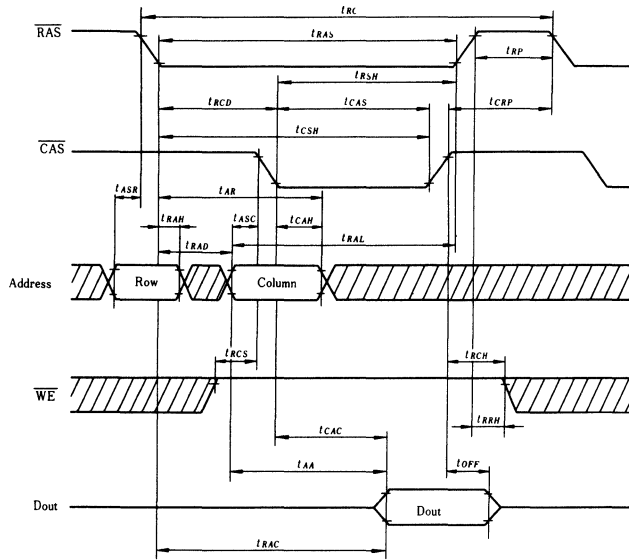 tRC
RAS
tRAS
tRSH
tRP
tRCD
tCAS
tCRP
tCSH
CAS
tASR
tAR
tRAH
tASC
tCAH
tRAD
tRAL
Address
Row
Column
tRCS
tRCH
WE
tRRH
tCAC
tAA
tOFF
Dout
Dout
tRAC